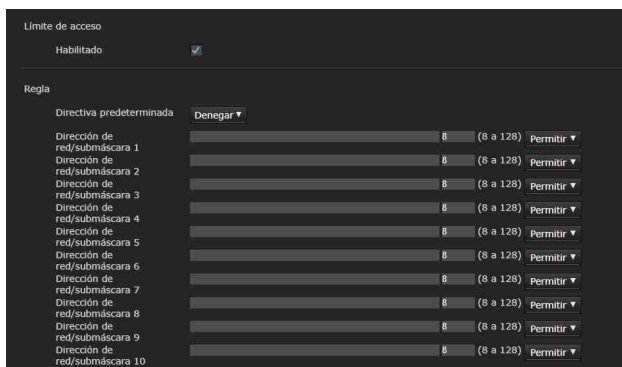 Límite de acceso
Habilitado
Regla
Directiva predeterminada Denegar ▼
Dirección de
red/submáscara 1 8 (8 a 128) Permitir ▼
Dirección de
red/submáscara 2 8 (8 a 128) Permitir ▼
Dirección de
red/submáscara 3 8 (8 a 128) Permitir ▼
Dirección de
red/submáscara 4 8 (8 a 128) Permitir ▼
Dirección de
red/submáscara 5 8 (8 a 128) Permitir ▼
Dirección de
red/submáscara 6 8 (8 a 128) Permitir ▼
Dirección de
red/submáscara 7 8 (8 a 128) Permitir ▼
Dirección de
red/submáscara 8 8 (8 a 128) Permitir ▼
Dirección de
red/submáscara 9 8 (8 a 128) Permitir ▼
Dirección de
red/submáscara 10 8 (8 a 128) Permitir ▼